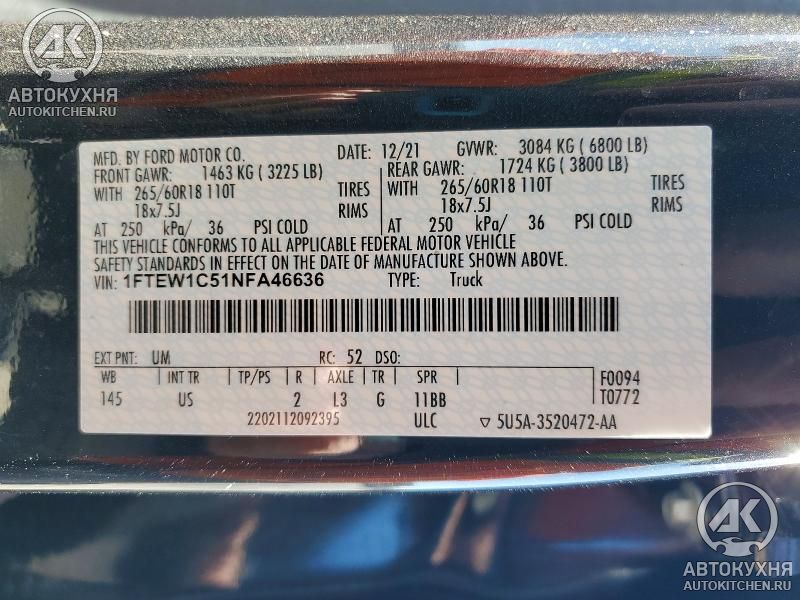 AK
АВТОКУХНЯ
AUTOKITCHEN.RU
MFD. BY FORD MOTOR CO. DATE: 12/21 GVWR: 3084 KG ( 6800 LB)
FRONT GAWR: 1463 KG ( 3225 LB) REAR GAWR: 1724 KG ( 3800 LB)
WITH 265/60R18 110T TIRES WITH 265/60R18 110T TIRES
18x7.5J RIMS 18x7.5J RIMS
AT 250 kPa/ 36 PSI COLD AT 250 kPa/ 36 PSI COLD
THIS VEHICLE CONFORMS TO ALL APPLICABLE FEDERAL MOTOR VEHICLE
SAFETY STANDARDS IN EFFECT ON THE DATE OF MANUFACTURE SHOWN ABOVE.
VIN: 1FTEW1C51NFA46636 TYPE: Truck
EXT PNT: UM RC: 52 DSO:
WB INT TR TP/PS R AXLE TR SPR F0094
145 US 2 L3 G 11BB T0772
2202112092395 ULC ▽ 5U5A-3520472-AA
AK
АВТОКУХНЯ
AUTOKITCHEN.RU